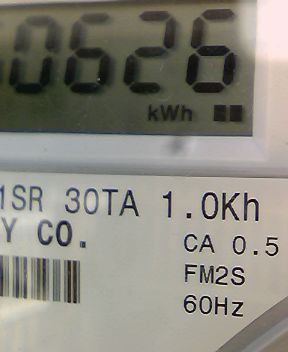 0626
kWh
1SR 30TA 1.0Kh
Y CO.
CA 0.5
FM2S
60Hz